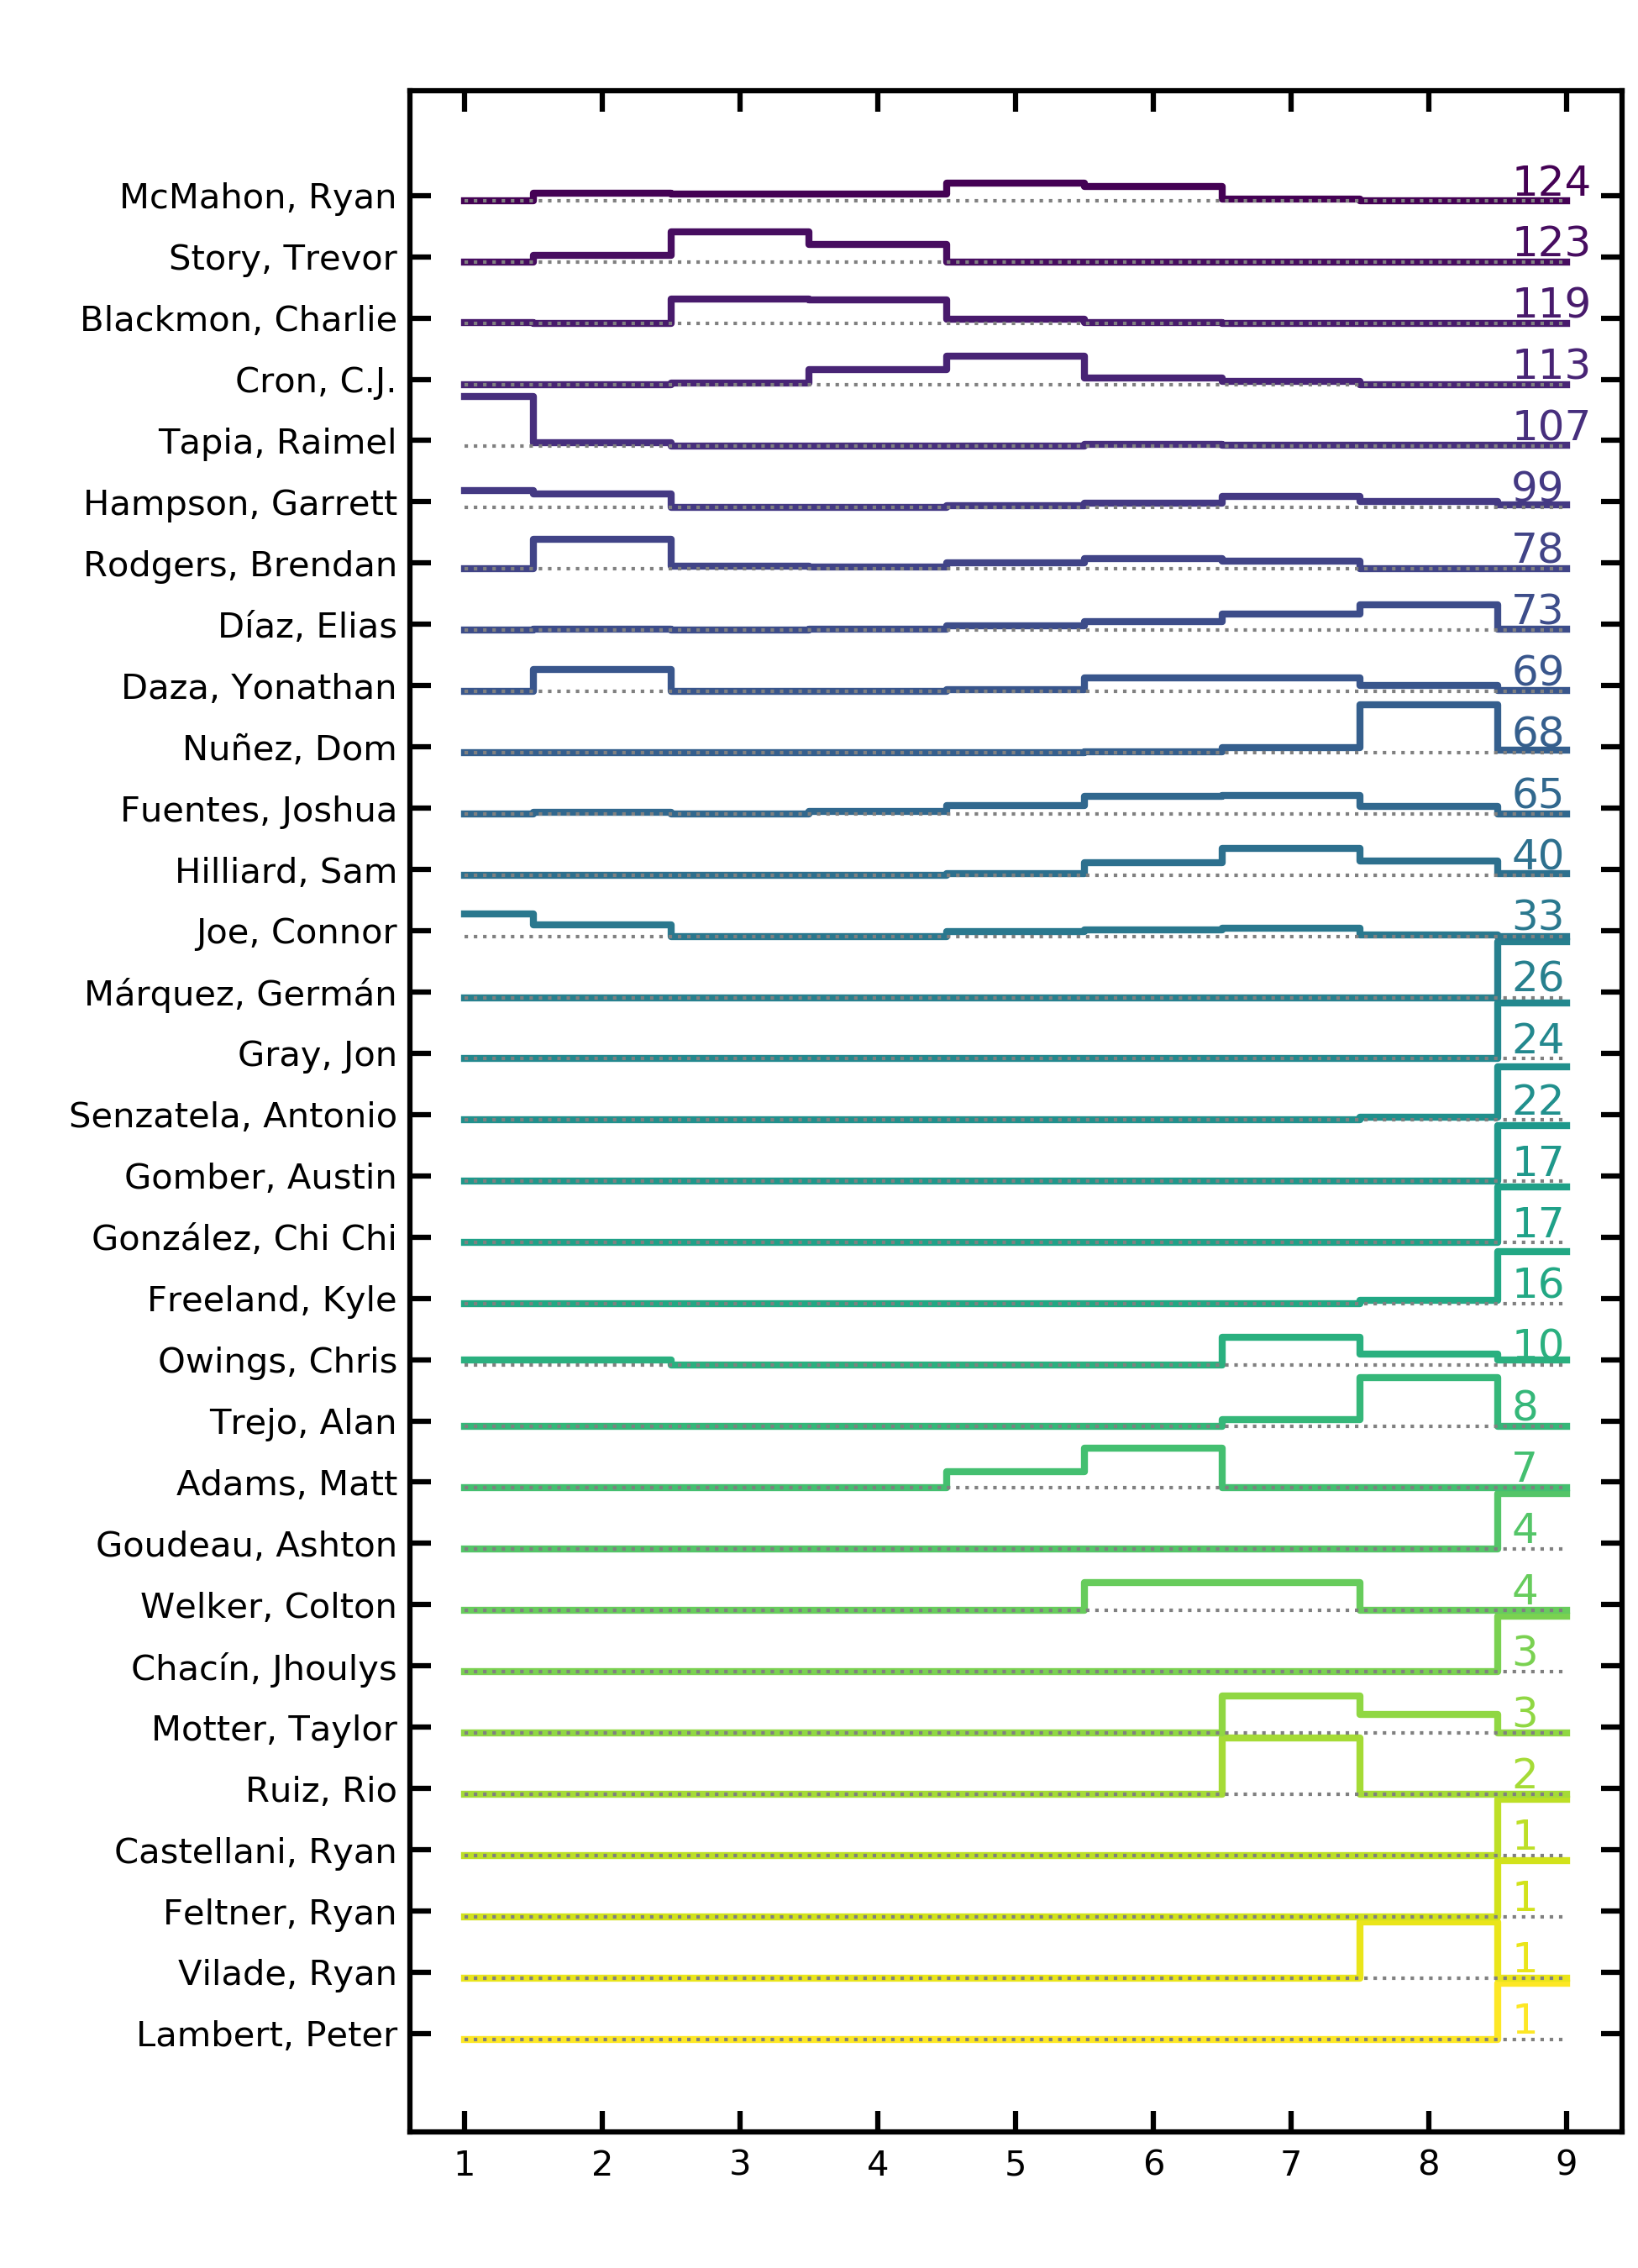 McMahon, Ryan 124
Story, Trevor 123
Blackmon, Charlie 119
Cron, C.J. 113
Tapia, Raimel 107
Hampson, Garrett 99
Rodgers, Brendan 78
Díaz, Elias 73
Daza, Yonathan 69
Nuñez, Dom 68
Fuentes, Joshua 65
Hilliard, Sam 40
Joe, Connor 33
Márquez, Germán 26
Gray, Jon 24
Senzatela, Antonio 22
Gomber, Austin 17
González, Chi Chi 17
Freeland, Kyle 16
Owings, Chris 10
Trejo, Alan 8
Adams, Matt 7
Goudeau, Ashton 4
Welker, Colton 4
Chacín, Jhoulys 3
Motter, Taylor 3
Ruiz, Rio 2
Castellani, Ryan 1
Feltner, Ryan 1
Vilade, Ryan 1
Lambert, Peter 1
1 2 3 4 5 6 7 8 9